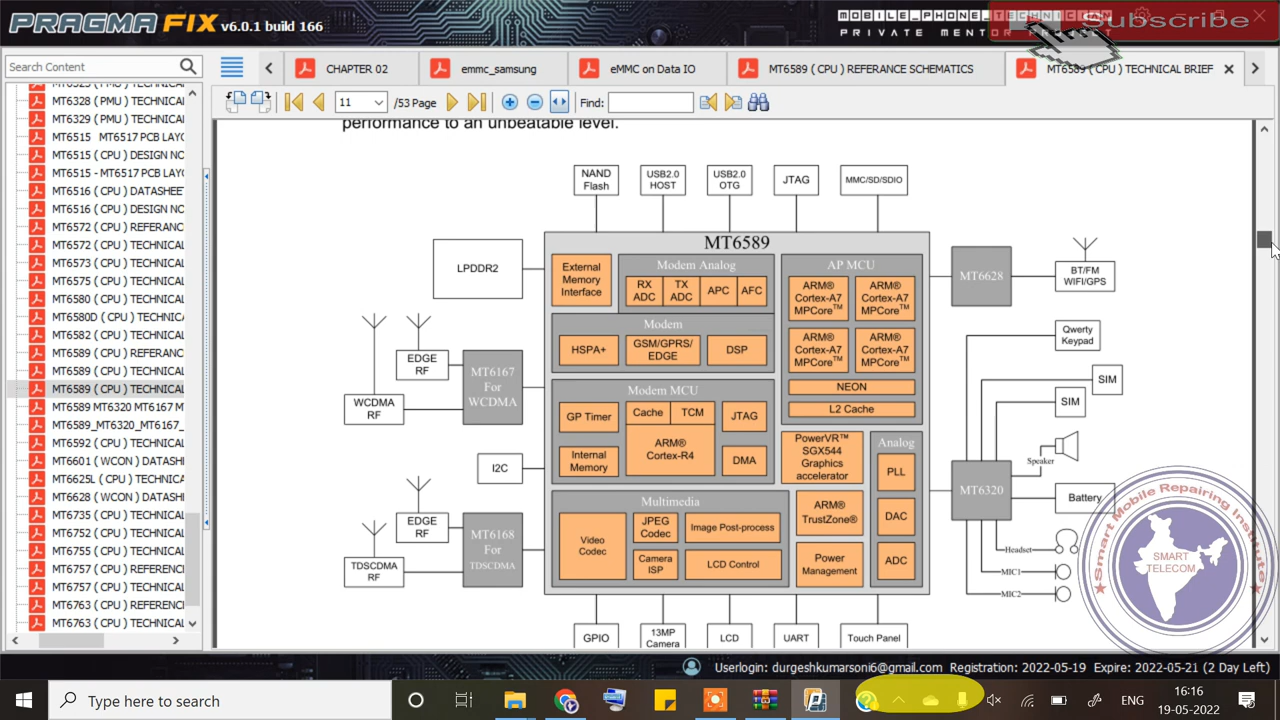 PRAGMA FIX v6.0.1 build 166
MOBILE_PHONE_TECHNICIAN
PRIVATE MENTOR PROJECT
Subscribe
Search Content
CHAPTER 02
emmc_samsung
eMMC on Data IO
MT6589 ( CPU ) REFERANCE SCHEMATICS
MT6589 ( CPU ) TECHNICAL BRIEF
11
/53 Page
Find:
MT6328 ( PMU ) TECHNICAL
MT6329 ( PMU ) TECHNICAL
MT6515 MT6517 PCB LAY
MT6515 ( CPU ) DESIGN NO
MT6515 - MT6517 PCB LAY
MT6516 ( CPU ) DATASHEE
MT6516 ( CPU ) DESIGN NO
MT6572 ( CPU ) REFERANC
MT6572 ( CPU ) TECHNICAL
MT6573 ( CPU ) TECHNICAL
MT6575 ( CPU ) TECHNICAL
MT6580 ( CPU ) TECHNICAL
MT6580D ( CPU ) TECHNICA
MT6582 ( CPU ) TECHNICAL
MT6589 ( CPU ) REFERANC
MT6589 ( CPU ) TECHNICAL
MT6589 ( CPU ) TECHNICAL
MT6589 MT6320 MT6167 M
MT6589_MT6320_MT6167_
MT6592 ( CPU ) TECHNICAL
MT6601 ( WCON ) DATASH
MT6625L ( CPU ) TECHNICA
MT6628 ( WCON ) DATASH
MT6735 ( CPU ) TECHNICAL
MT6752 ( CPU ) TECHNICAL
MT6755 ( CPU ) TECHNICAL
MT6757 ( CPU ) REFERENCE
MT6757 ( CPU ) TECHNICAL
MT6763 ( CPU ) REFERENCE
MT6763 ( CPU ) TECHNICAL
performance to an unbeatable level.
NAND
Flash
USB2.0
HOST
USB2.0
OTG
JTAG
MMC/SD/SDIO
MT6589
LPDDR2
External
Memory
Interface
Modem Analog
RX
ADC
TX
ADC
APC
AFC
AP MCU
ARM®
Cortex-A7
MPCore™
ARM®
Cortex-A7
MPCore™
ARM®
Cortex-A7
MPCore™
ARM®
Cortex-A7
MPCore™
NEON
L2 Cache
Modem
HSPA+
GSM/GPRS/
EDGE
DSP
Modem MCU
GP Timer
Cache
TCM
JTAG
Internal
Memory
ARM®
Cortex-R4
DMA
PowerVR™
SGX544
Graphics
accelerator
Analog
PLL
DAC
ADC
ARM®
TrustZone®
Power
Management
Multimedia
Video
Codec
JPEG
Codec
Image Post-process
Camera
ISP
LCD Control
EDGE
RF
WCDMA
RF
MT6167
For
WCDMA
I2C
EDGE
RF
TDSCDMA
RF
MT6168
For
TDSCDMA
MT6628
BT/FM
WIFI/GPS
Qwerty
Keypad
SIM
SIM
Speaker
MT6320
Battery
Headset
MIC1
MIC2
GPIO
13MP
Camera
LCD
UART
Touch Panel
Smart Mobile Repairing Institute
SMART
TELECOM
Userlogin: durgeshkumarsoni6@gmail.com Registration: 2022-05-19 Expire: 2022-05-21 (2 Day Left)
Type here to search
ENG
16:16
19-05-2022